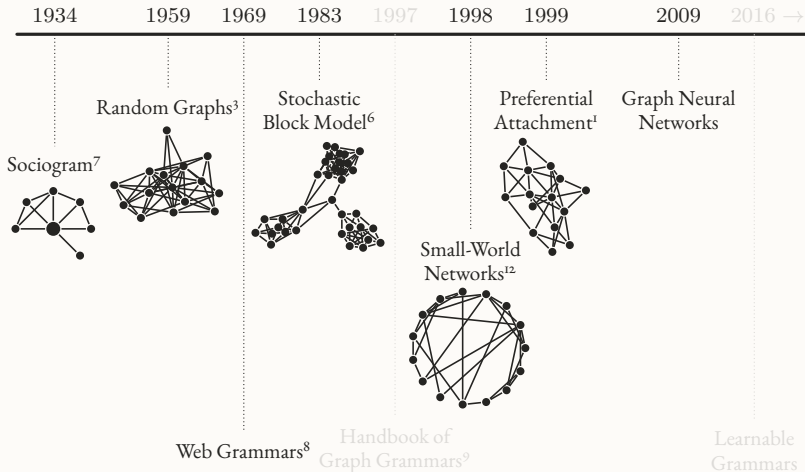 1934 1959 1969 1983 1997 1998 1999 2009 2016 →
Stochastic
Block Model⁶
Preferential
Attachment¹
Graph Neural
Networks
Random Graphs³
Sociogram⁷
Small-World
Networks¹²
Web Grammars⁸
Handbook of
Graph Grammars⁹
Learnable
Grammars